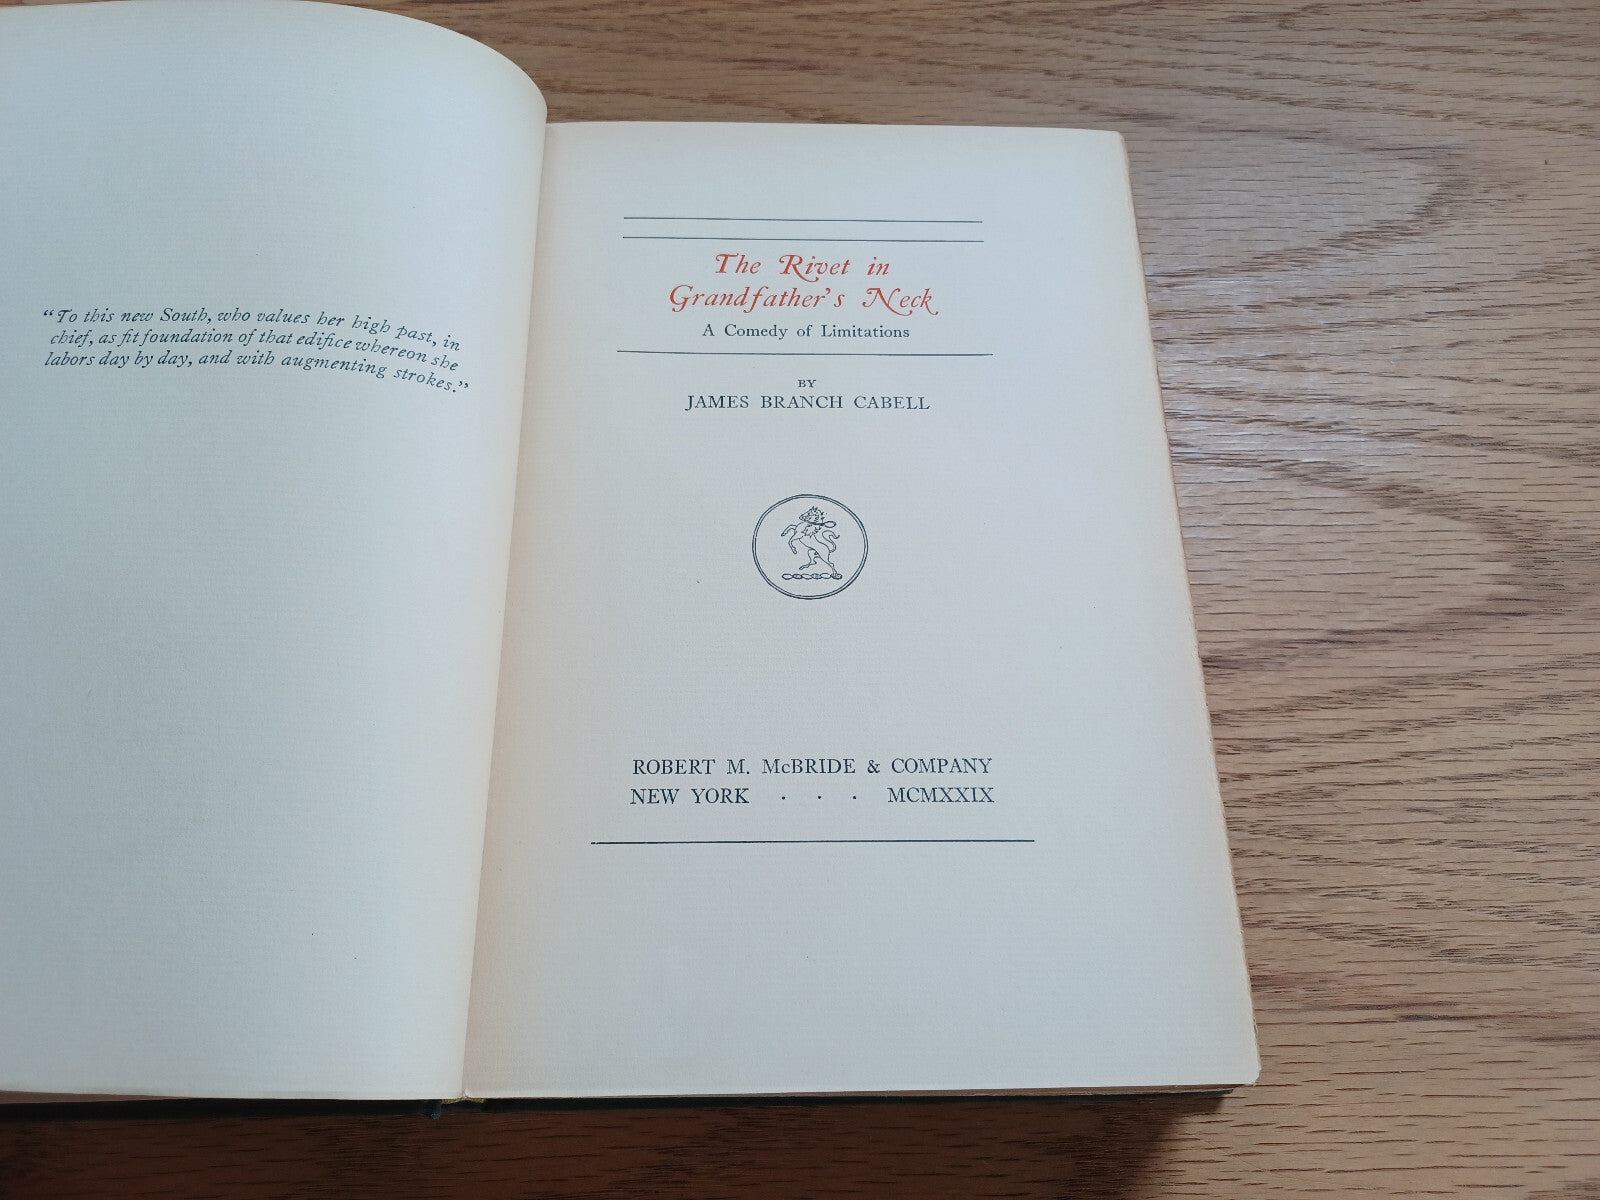 “To this new South, who values her high past, in
chief, as fit foundation of that edifice whereon she
labors day by day, and with augmenting strokes.”
The Rivet in
Grandfather's Neck
A Comedy of Limitations
BY
JAMES BRANCH CABELL
ROBERT M. McBRIDE & COMPANY
NEW YORK . . . MCMXXIX